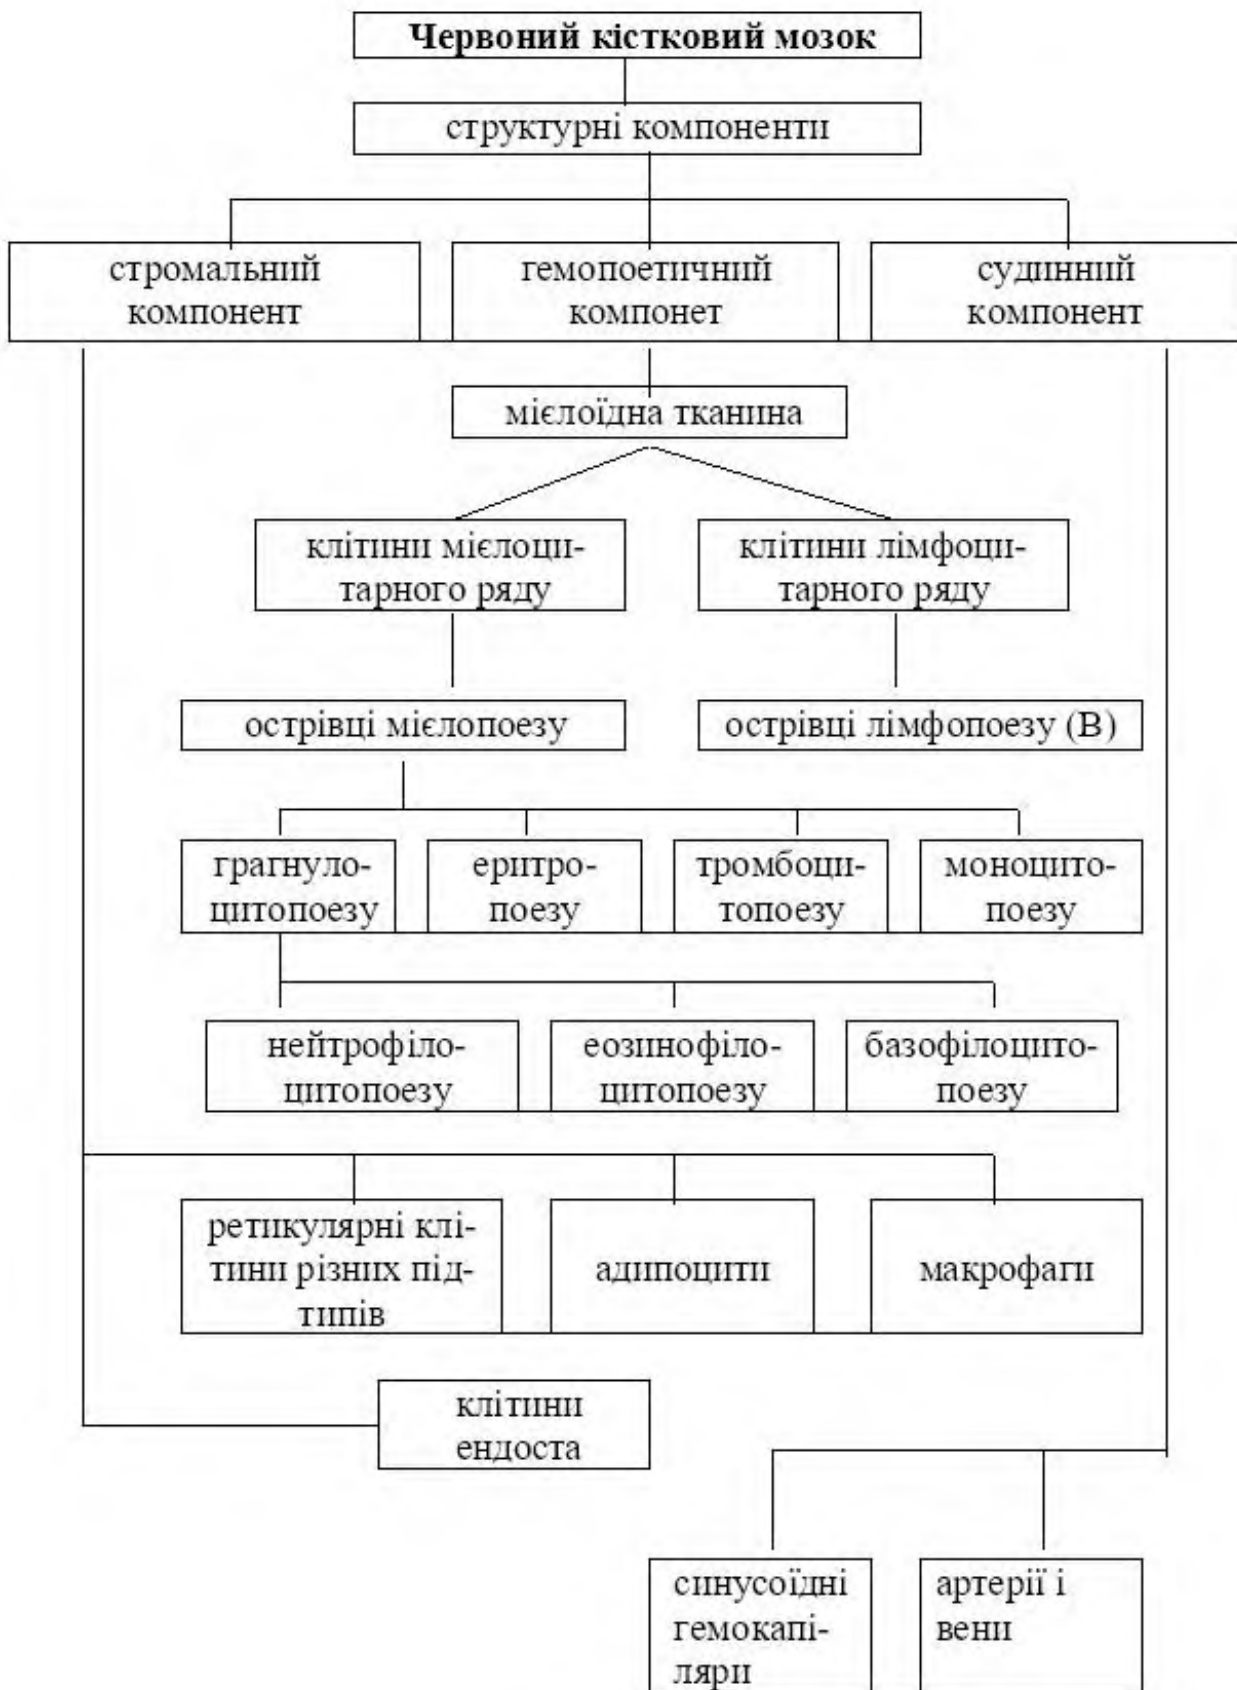 Червоний кістковий мозок
структурні компоненти
стромальний
компонент
гемопоетичний
компонет
судинний
компонент
мієлоїдна тканина
клітини мієлоци-
тарного ряду
клітини лімфоци-
тарного ряду
острівці мієлопоезу
острівці лімфопоезу (В)
грагнуло-
цитопоезу
еритро-
поезу
тромбоци-
топоезу
моноцито-
поезу
нейтрофіло-
цитопоезу
еозинофіло-
цитопоезу
базофілоцито-
поезу
ретикулярні клі-
тини різних під-
типів
адипоцити
макрофаги
клітини
ендоста
синусоїдні
гемокапі-
ляри
артерії і
вени